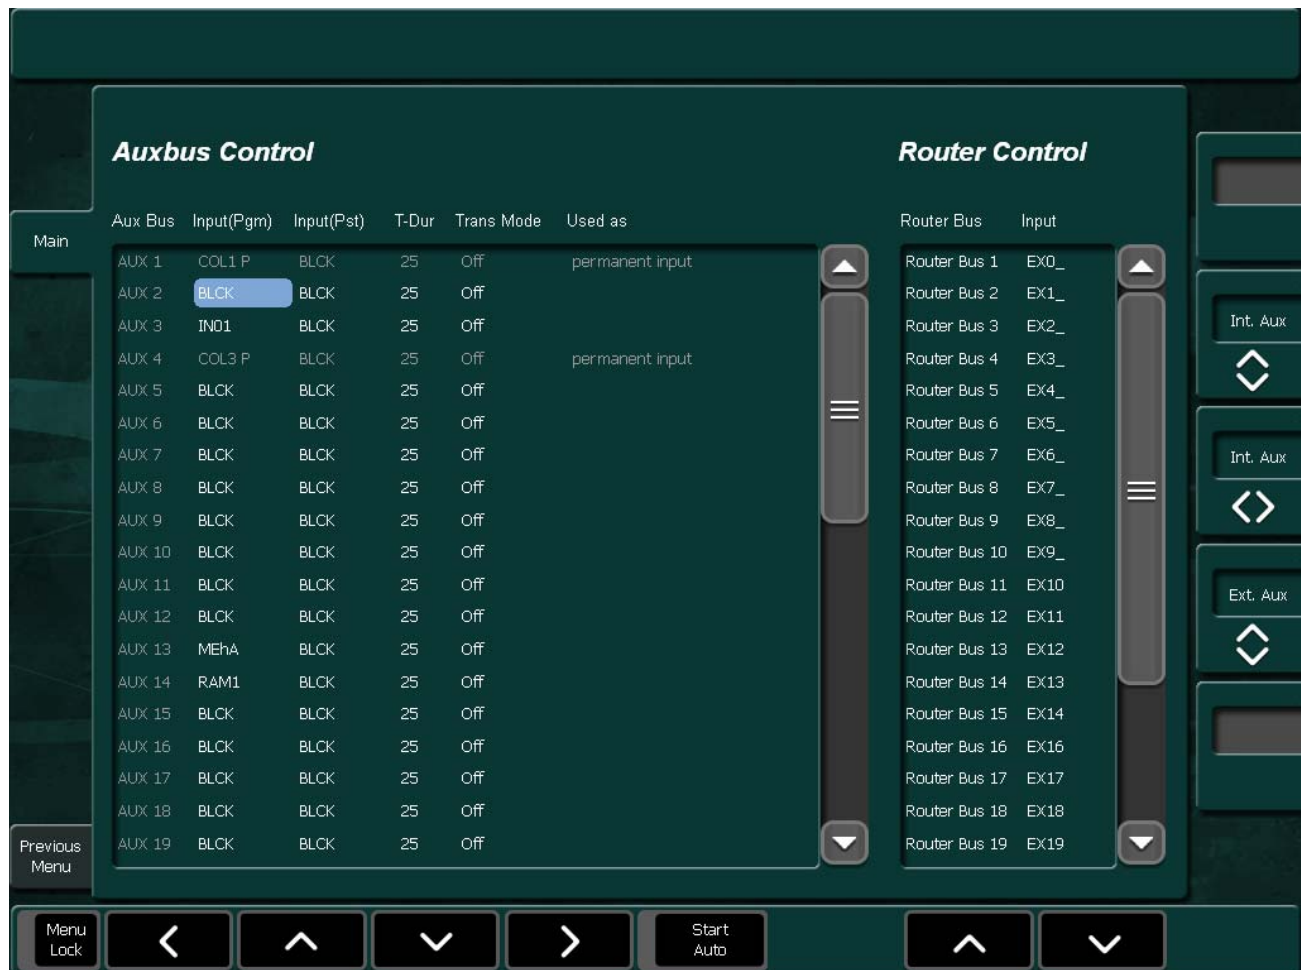 Auxbus Control Router Control
Aux Bus Input(Pgm) Input(Pst) T-Dur Trans Mode Used as Router Bus Input
Main
AUX 1 COL1 P BLCK 25 Off permanent input Router Bus 1 EX0_
AUX 2 BLCK BLCK 25 Off Router Bus 2 EX1_
AUX 3 IN01 BLCK 25 Off Router Bus 3 EX2_
Int. Aux
AUX 4 COL3 P BLCK 25 Off permanent input Router Bus 4 EX3_
AUX 5 BLCK BLCK 25 Off Router Bus 5 EX4_
AUX 6 BLCK BLCK 25 Off Router Bus 6 EX5_
AUX 7 BLCK BLCK 25 Off Router Bus 7 EX6_
Int. Aux
AUX 8 BLCK BLCK 25 Off Router Bus 8 EX7_
AUX 9 BLCK BLCK 25 Off Router Bus 9 EX8_
AUX 10 BLCK BLCK 25 Off Router Bus 10 EX9_
AUX 11 BLCK BLCK 25 Off Router Bus 11 EX10
Ext. Aux
AUX 12 BLCK BLCK 25 Off Router Bus 12 EX11
AUX 13 MEhA BLCK 25 Off Router Bus 13 EX12
AUX 14 RAM1 BLCK 25 Off Router Bus 14 EX13
AUX 15 BLCK BLCK 25 Off Router Bus 15 EX14
AUX 16 BLCK BLCK 25 Off Router Bus 16 EX16
AUX 17 BLCK BLCK 25 Off Router Bus 17 EX17
AUX 18 BLCK BLCK 25 Off Router Bus 18 EX18
AUX 19 BLCK BLCK 25 Off Router Bus 19 EX19
Previous
Menu
Menu
Lock
Start
Auto